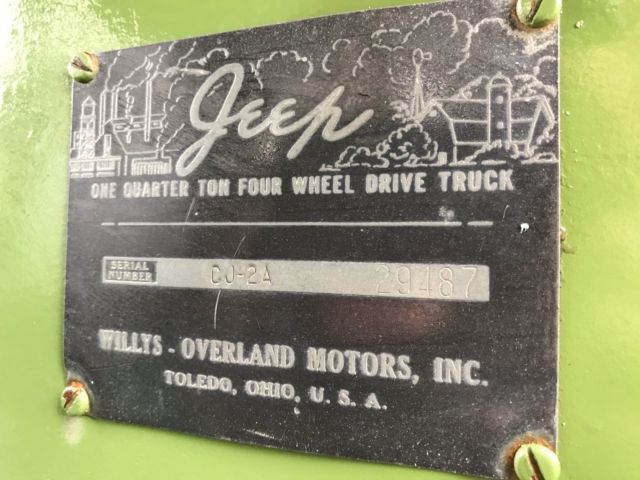 Jeep
ONE QUARTER TON FOUR WHEEL DRIVE TRUCK
SERIAL NUMBER CJ-2A 29487
WILLYS - OVERLAND MOTORS, INC.
TOLEDO, OHIO, U. S. A.